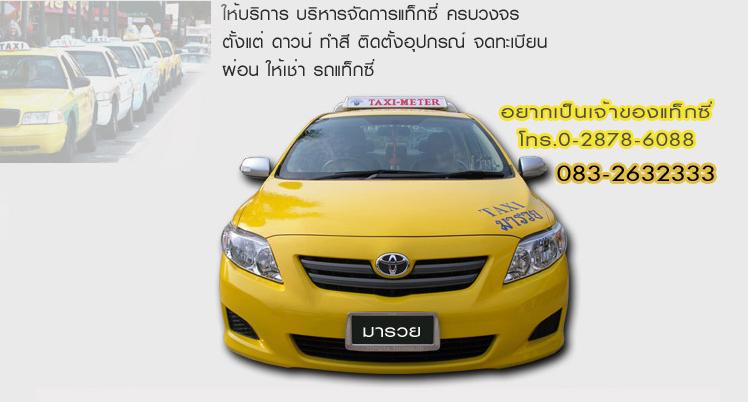 ให้บริการ บริหารจัดการแท็กซี่ ครบวงจร
ตั้งแต่ ดาวน์ ทำสี ติดตั้งอุปกรณ์ จดทะเบียน
ผ่อน ให้เช่า รถแท็กซี่
TAXI
TAXI-METER
อยากเป็นเจ้าของแท็กซี่
โทร.0-2878-6088
083-2632333
TAXI
มารวย
มารวย